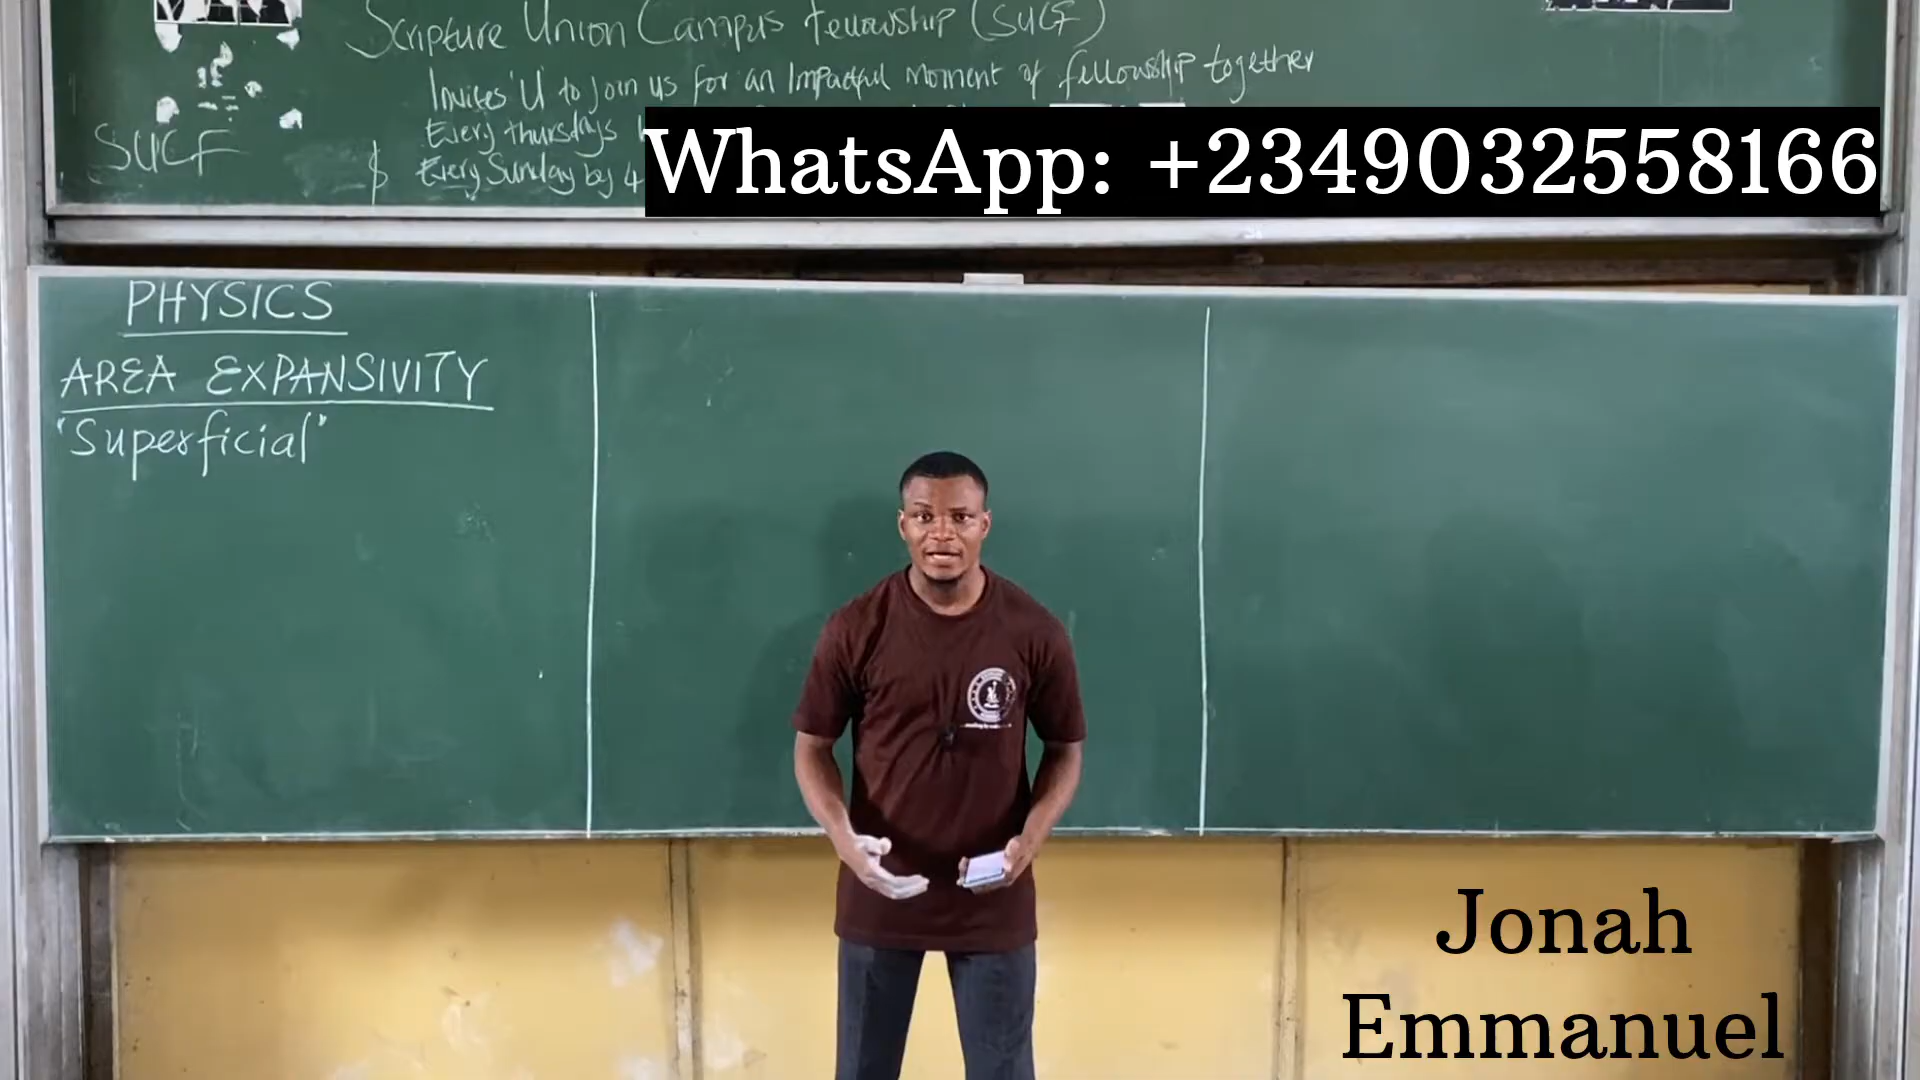 Scripture Union Campus fellowship (SUCF)
Invites 'U' to join us for an Impactful Moment of fellowship together
Every thursdays
SUCF
& Every Sunday by 4
WhatsApp: +2349032558166
PHYSICS
AREA EXPANSIVITY
"Superficial"
Jonah
Emmanuel